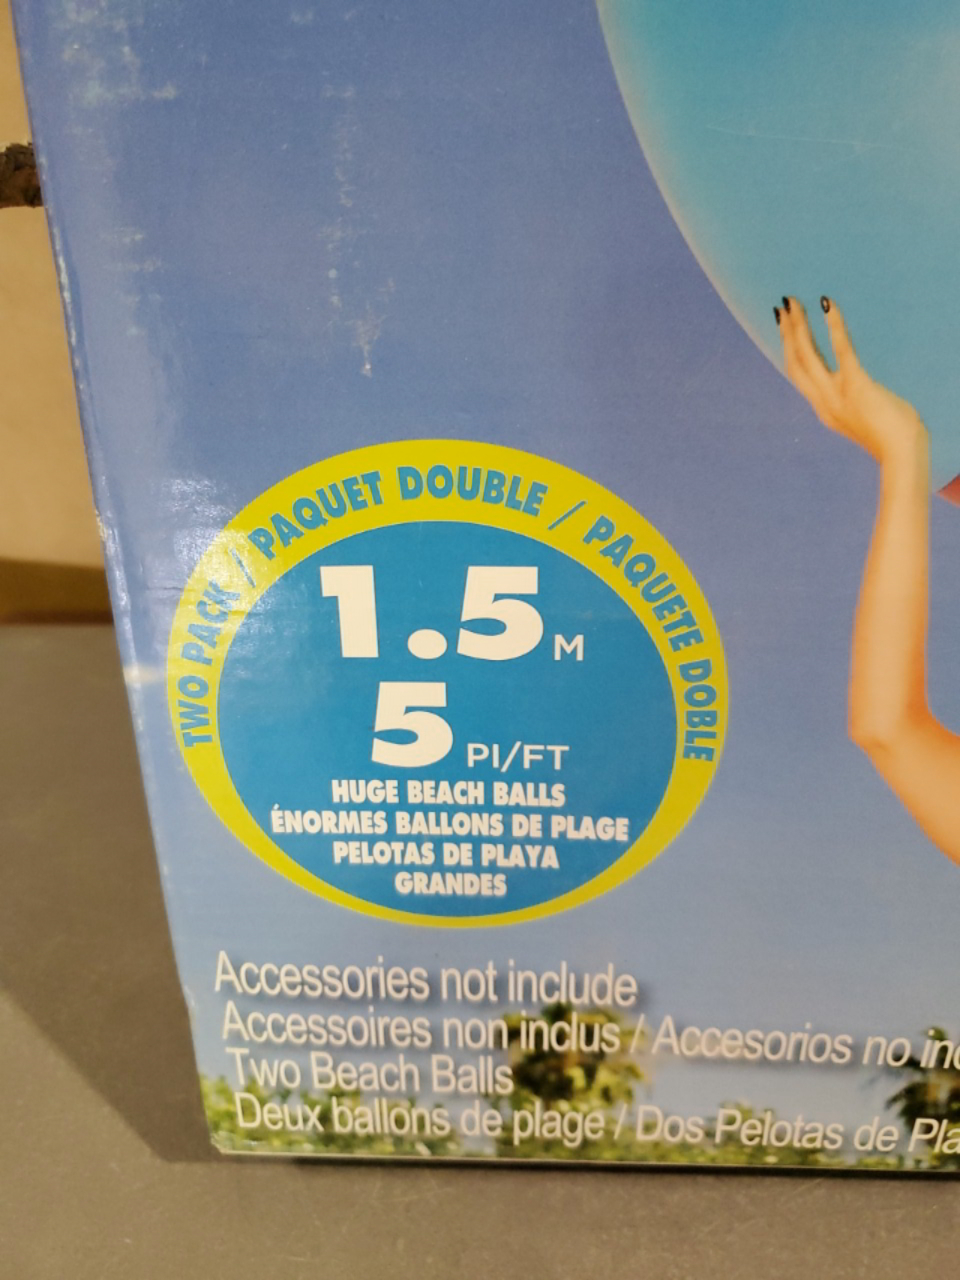 TWO PACK / PAQUET DOUBLE / PAQUETE DOBLE
1.5 M
5 PI/FT
HUGE BEACH BALLS
ÉNORMES BALLONS DE PLAGE
PELOTAS DE PLAYA
GRANDES
Accessories not include
Accessoires non inclus / Accesorios no
Two Beach Balls
Deux ballons de plage / Dos Pelotas de